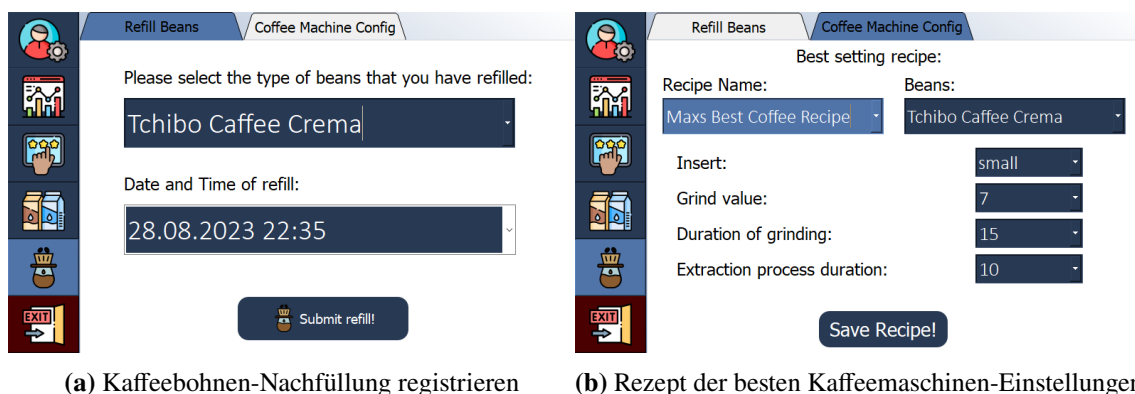 Refill Beans
Coffee Machine Config
Please select the type of beans that you have refilled:
Tchibo Caffee Crema
Date and Time of refill:
28.08.2023 22:35
Submit refill!
EXIT
(a) Kaffeebohnen-Nachfüllung registrieren
Refill Beans
Coffee Machine Config
Best setting recipe:
Recipe Name: Beans:
Maxs Best Coffee Recipe Tchibo Caffee Crema
Insert: small
Grind value: 7
Duration of grinding: 15
Extraction process duration: 10
Save Recipe!
EXIT
(b) Rezept der besten Kaffeemaschinen-Einstellungen